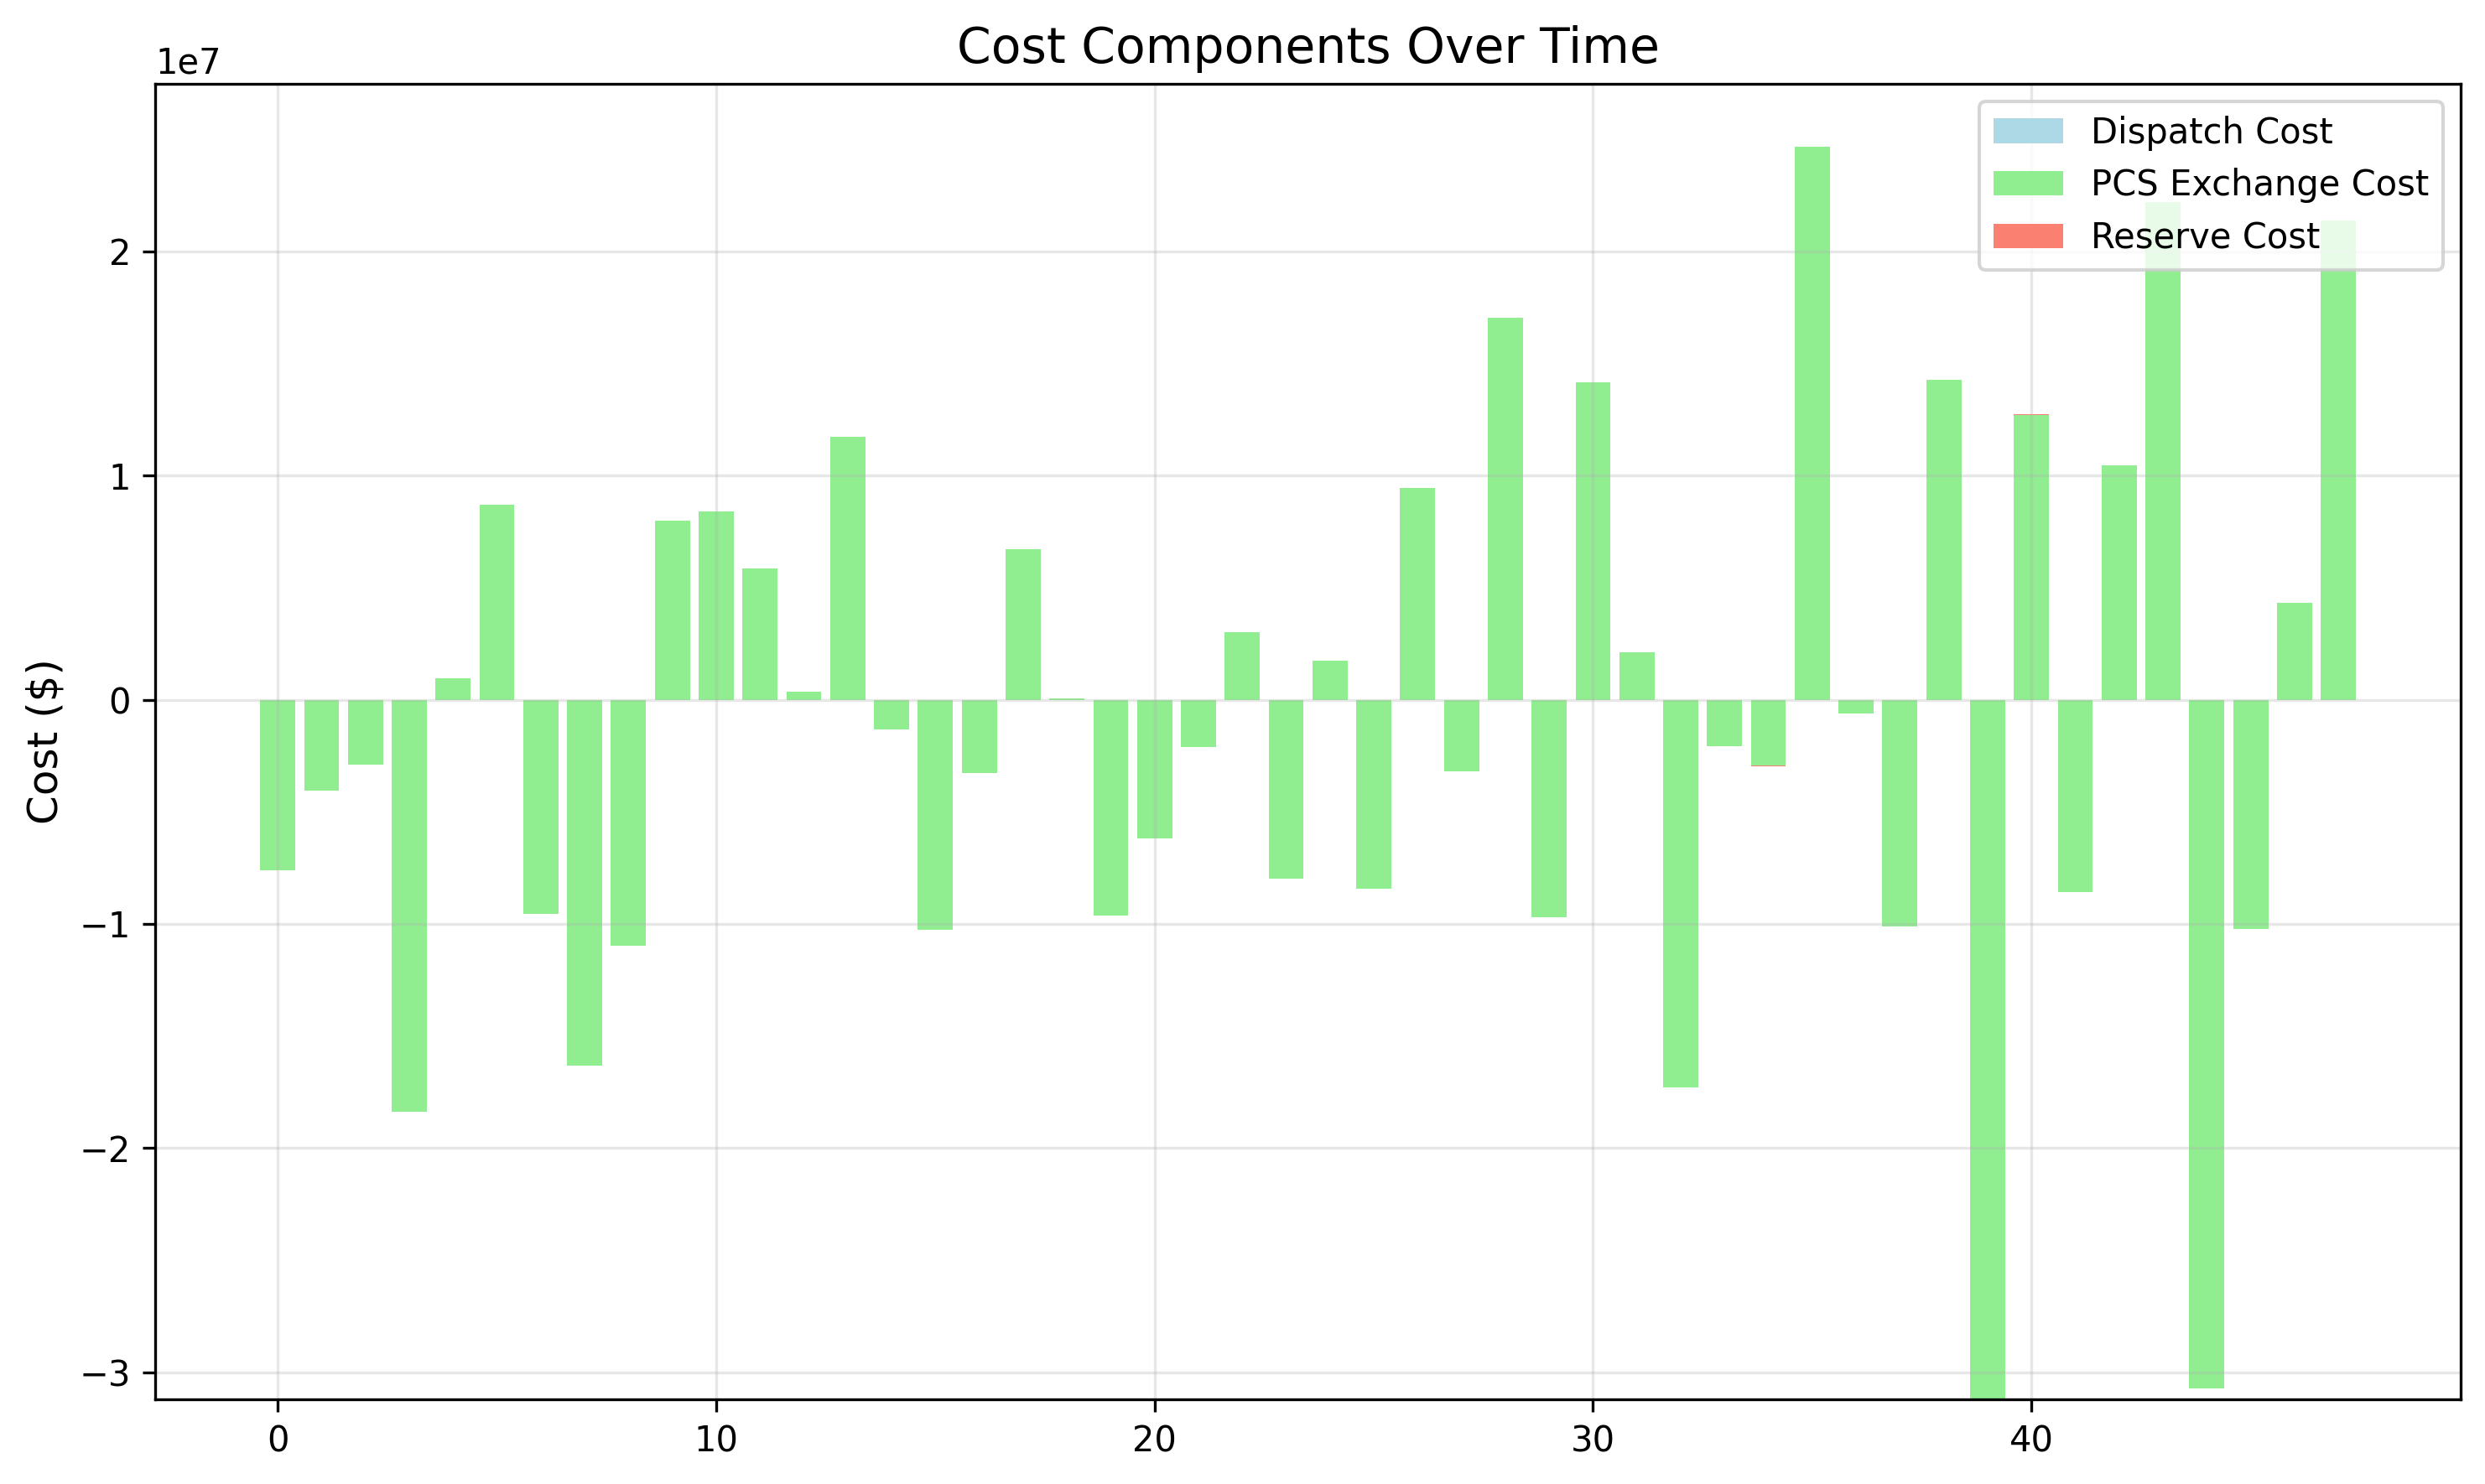 Cost Components Over Time
1e7
Dispatch Cost
PCS Exchange Cost
Reserve Cost
2
1
0
−1
−2
−3
Cost ($)
0 10 20 30 40